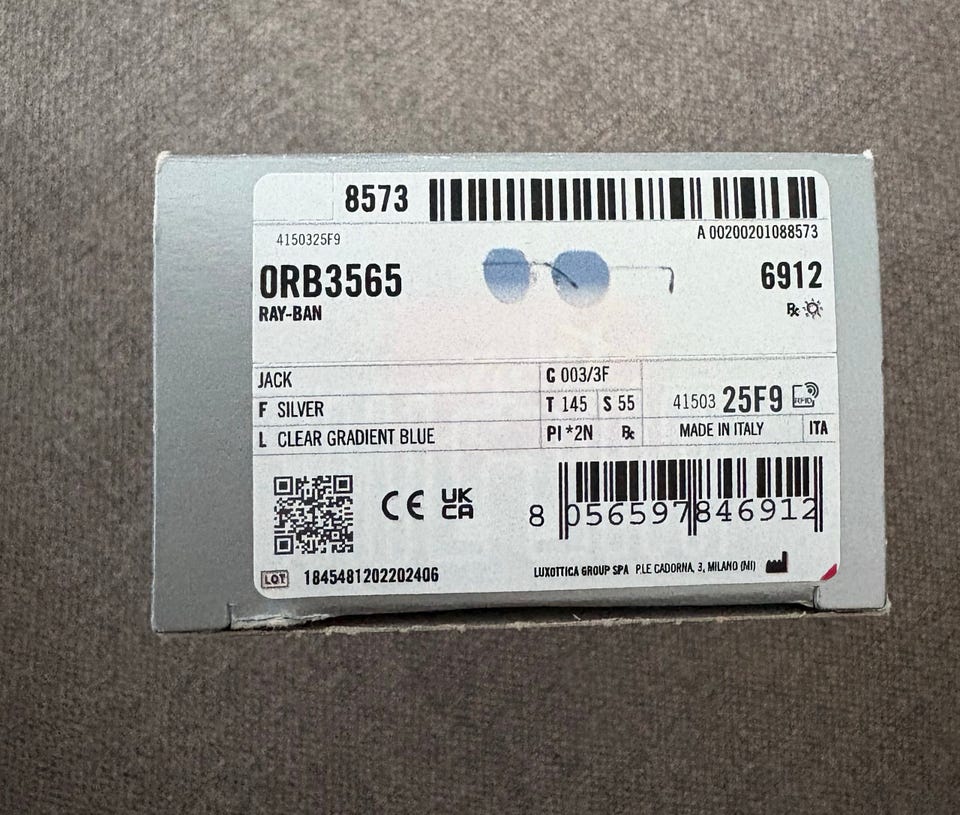 8573
A 00200201088573
4150325F9
0RB3565
6912
RAY-BAN
℞
JACK
C 003/3F
F SILVER
T 145 S 55
41503 25F9 RFID
L CLEAR GRADIENT BLUE
PI *2N ℞
MADE IN ITALY ITA
CE UK CA
8 056597 846912
LOT 1845481202202406
LUXOTTICA GROUP SPA P.LE CADORNA, 3, MILANO (MI)